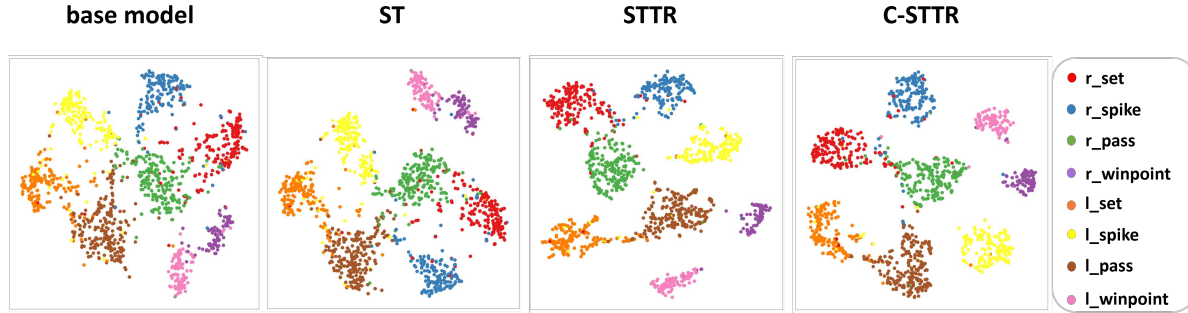 base model ST STTR C-STTR
r_set
r_spike
r_pass
r_winpoint
l_set
l_spike
l_pass
l_winpoint